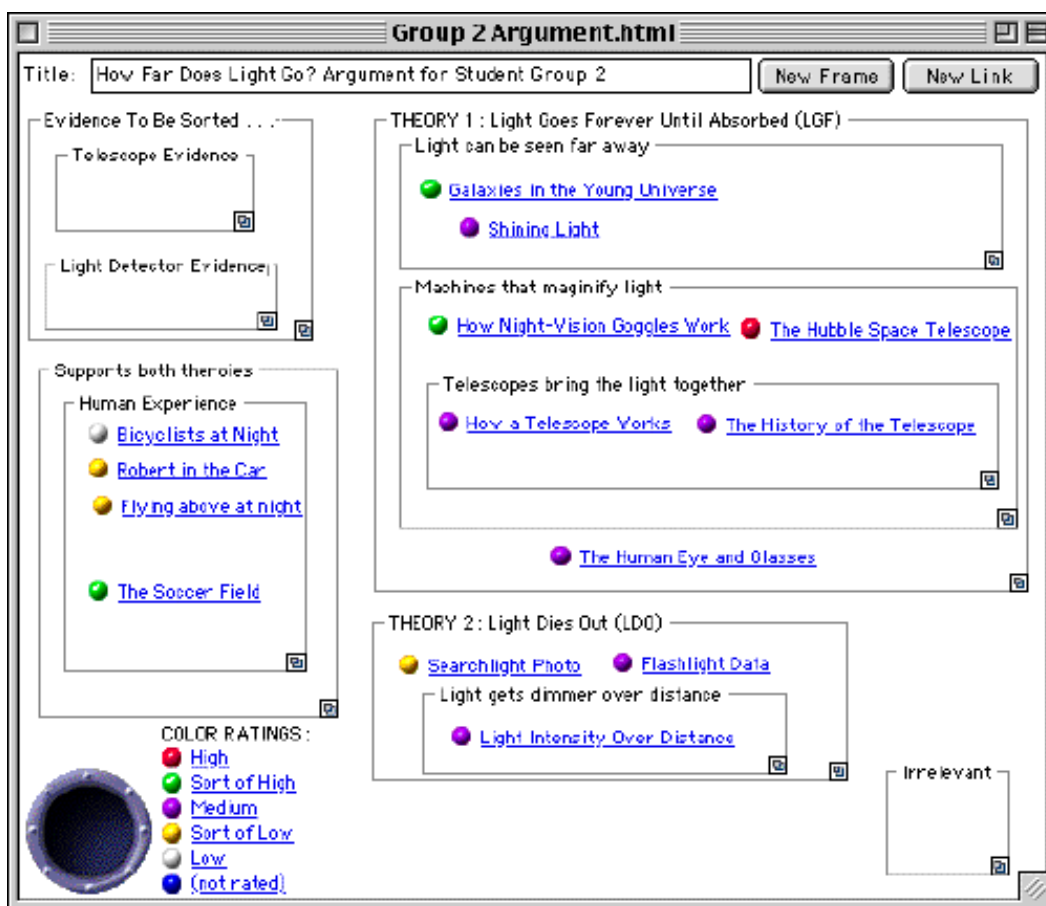 Group 2 Argument.html
Title: How Far Does Light Go? Argument for Student Group 2 New Frame New Link
Evidence To Be Sorted . . .
Telescope Evidence
Light Detector Evidence
Supports both theroies
Human Experience
Bicyclists at Night
Robert in the Car
Flying above at night
The Soccer Field
THEORY 1 : Light Goes Forever Until Absorbed (LGF)
Light can be seen far away
Galaxies in the Young Universe
Shining Light
Machines that maginify light
How Night-Vision Goggles Work The Hubble Space Telescope
Telescopes bring the light together
How a Telescope Works The History of the Telescope
The Human Eye and Glasses
THEORY 2 : Light Dies Out (LDO)
Searchlight Photo Flashlight Data
Light gets dimmer over distance
Light Intensity Over Distance
COLOR RATINGS :
High
Sort of High
Medium
Sort of Low
Low
(not rated)
Irrelevant